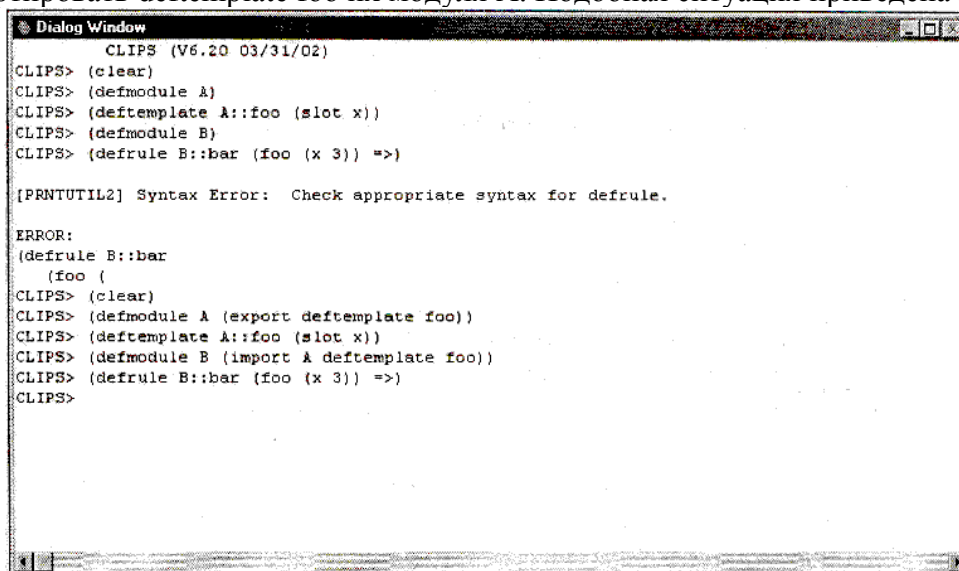 deftemplate foo
Dialog Window
CLIPS (V6.20 03/31/02)
CLIPS> (clear)
CLIPS> (defmodule A)
CLIPS> (deftemplate A::foo (slot x))
CLIPS> (defmodule B)
CLIPS> (defrule B::bar (foo (x 3)) =>)
[PRNTUTIL2] Syntax Error: Check appropriate syntax for defrule.
ERROR:
(defrule B::bar
(foo (
CLIPS> (clear)
CLIPS> (defmodule A (export deftemplate foo))
CLIPS> (deftemplate A::foo (slot x))
CLIPS> (defmodule B (import A deftemplate foo))
CLIPS> (defrule B::bar (foo (x 3)) =>)
CLIPS>